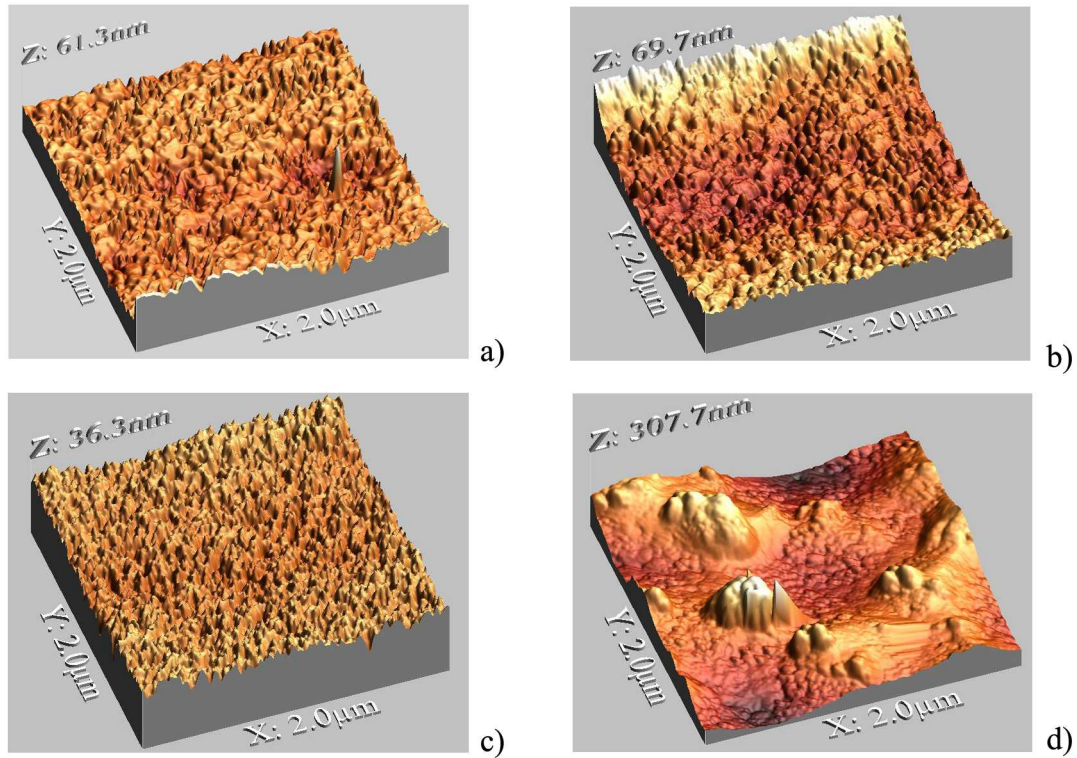 Z: 61.3nm
Y: 2.0µm
X: 2.0µm
a)
Z: 69.7nm
Y: 2.0µm
X: 2.0µm
b)
Z: 36.3nm
Y: 2.0µm
X: 2.0µm
c)
Z: 307.7nm
Y: 2.0µm
X: 2.0µm
d)